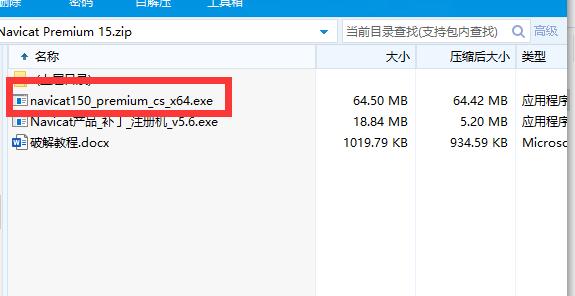 删除 密码 自解压 工具箱
Navicat Premium 15.zip 当前目录查找(支持包内查找) 高级
名称 大小 压缩后大小 类型
(上层目录)
navicat150_premium_cs_x64.exe 64.50 MB 64.42 MB 应用程序
Navicat产品_补丁_注册机_v5.6.exe 18.84 MB 5.20 MB 应用程序
破解教程.docx 1019.79 KB 934.59 KB Microso